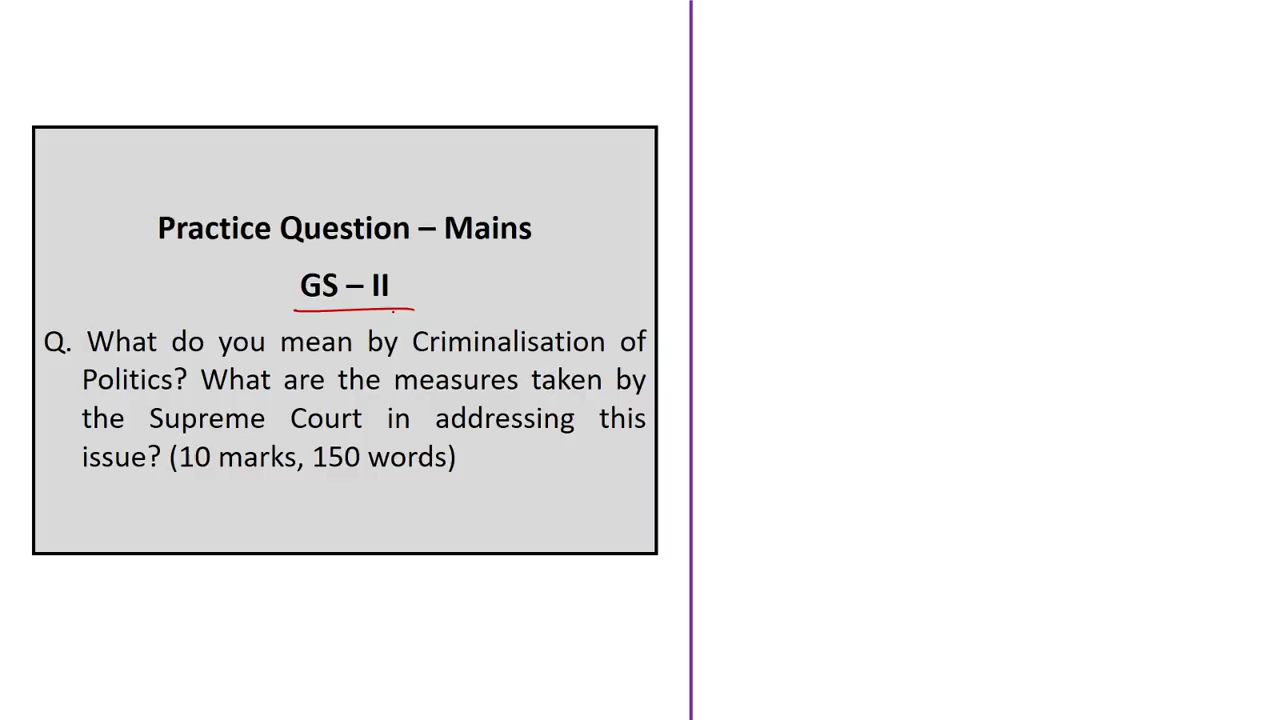 Practice Question – Mains
GS – II
Q. What do you mean by Criminalisation of
Politics? What are the measures taken by
the Supreme Court in addressing this
issue? (10 marks, 150 words)